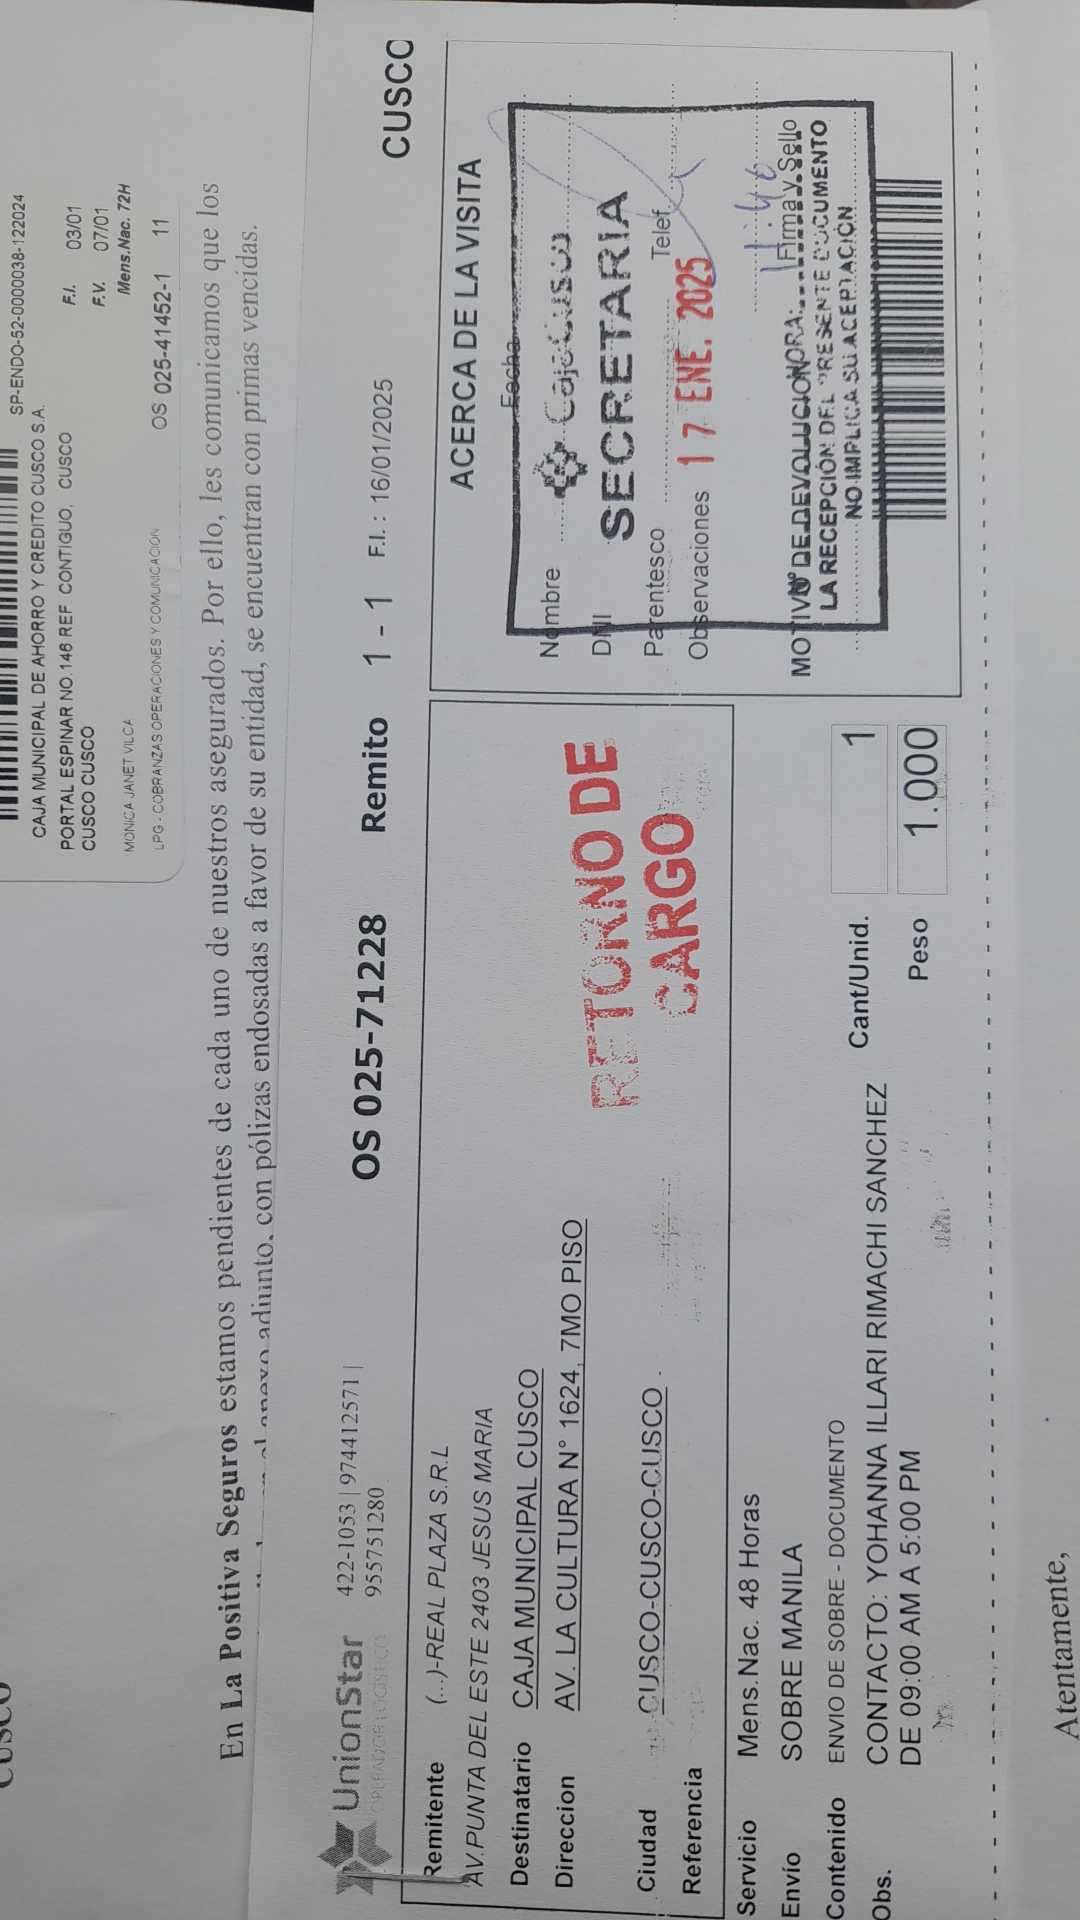 SP-ENDO-52-0000038-122024
CAJA MUNICIPAL DE AHORRO Y CREDITO CUSCO S.A.
PORTAL ESPINAR NO.146 REF CONTIGUO, CUSCO
CUSCO CUSCO
F.I. 03/01
F.V. 07/01
Mens.Nac. 72H
MONICA JANET VILCA
LPG - COBRANZAS OPERACIONES Y COMUNICACION
OS 025-41452-1 11
CUSCO
En La Positiva Seguros estamos pendientes de cada uno de nuestros asegurados. Por ello, les comunicamos que los
el anexo adjunto, con pólizas endosadas a favor de su entidad, se encuentran con primas vencidas.
UnionStar
OPERADOR LOGISTICO
422-1053 | 974412571 |
955751280
OS 025-71228
Remito 1 - 1 F.I.: 16/01/2025
CUSCO
Remitente (...)-REAL PLAZA S.R.L
AV.PUNTA DEL ESTE 2403 JESUS MARIA
Destinatario CAJA MUNICIPAL CUSCO
Direccion AV. LA CULTURA N° 1624, 7MO PISO
Ciudad CUSCO-CUSCO-CUSCO
Referencia
RETORNO DE
CARGO
Servicio Mens.Nac. 48 Horas
Envío SOBRE MANILA
Contenido ENVIO DE SOBRE - DOCUMENTO
Obs. CONTACTO: YOHANNA ILLARI RIMACHI SANCHEZ
DE 09:00 AM A 5:00 PM
Cant/Unid. 1
Peso 1.000
ACERCA DE LA VISITA
Fecha
Nombre
DNI
Parentesco
Telef
Observaciones
CajaCusco
SECRETARIA
17 ENE. 2025
11:46
Firma y Sello
MOTIVO DE DEVOLUCION
HORA:
LA RECEPCIÓN DEL PRESENTE DOCUMENTO
NO IMPLICA SU ACEPTACIÓN
Atentamente,